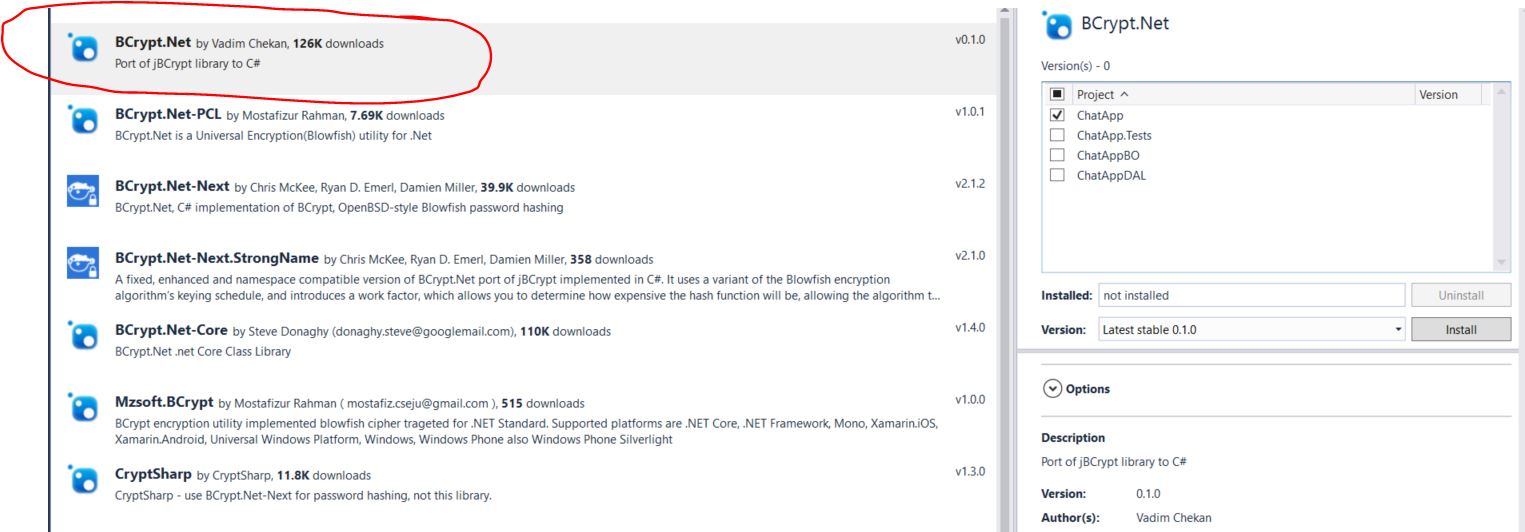 BCrypt.Net by Vadim Chekan, 126K downloads
v0.1.0
Port of jBCrypt library to C#
BCrypt.Net-PCL by Mostafizur Rahman, 7.69K downloads
v1.0.1
BCrypt.Net is a Universal Encryption(Blowfish) utility for .Net
BCrypt.Net-Next by Chris McKee, Ryan D. Emerl, Damien Miller, 39.9K downloads
v2.1.2
BCrypt.Net, C# implementation of BCrypt, OpenBSD-style Blowfish password hashing
BCrypt.Net-Next.StrongName by Chris McKee, Ryan D. Emerl, Damien Miller, 358 downloads
v2.1.0
A fixed, enhanced and namespace compatible version of BCrypt.Net port of jBCrypt implemented in C#. It uses a variant of the Blowfish encryption
algorithm's keying schedule, and introduces a work factor, which allows you to determine how expensive the hash function will be, allowing the algorithm t...
BCrypt.Net-Core by Steve Donaghy (donaghy.steve@googlemail.com), 110K downloads
v1.4.0
BCrypt.Net .net Core Class Library
Mzsoft.BCrypt by Mostafizur Rahman ( mostafiz.cseju@gmail.com ), 515 downloads
v1.0.0
BCrypt encryption utility implemented blowfish cipher trageted for .NET Standard. Supported platforms are .NET Core, .NET Framework, Mono, Xamarin.iOS,
Xamarin.Android, Universal Windows Platform, Windows, Windows Phone also Windows Phone Silverlight
CryptSharp by CryptSharp, 11.8K downloads
v1.3.0
CryptSharp - use BCrypt.Net-Next for password hashing, not this library.
BCrypt.Net
Version(s) - 0
Project Version
ChatApp
ChatApp.Tests
ChatAppBO
ChatAppDAL
Installed: not installed Uninstall
Version: Latest stable 0.1.0 Install
Options
Description
Port of jBCrypt library to C#
Version: 0.1.0
Author(s): Vadim Chekan